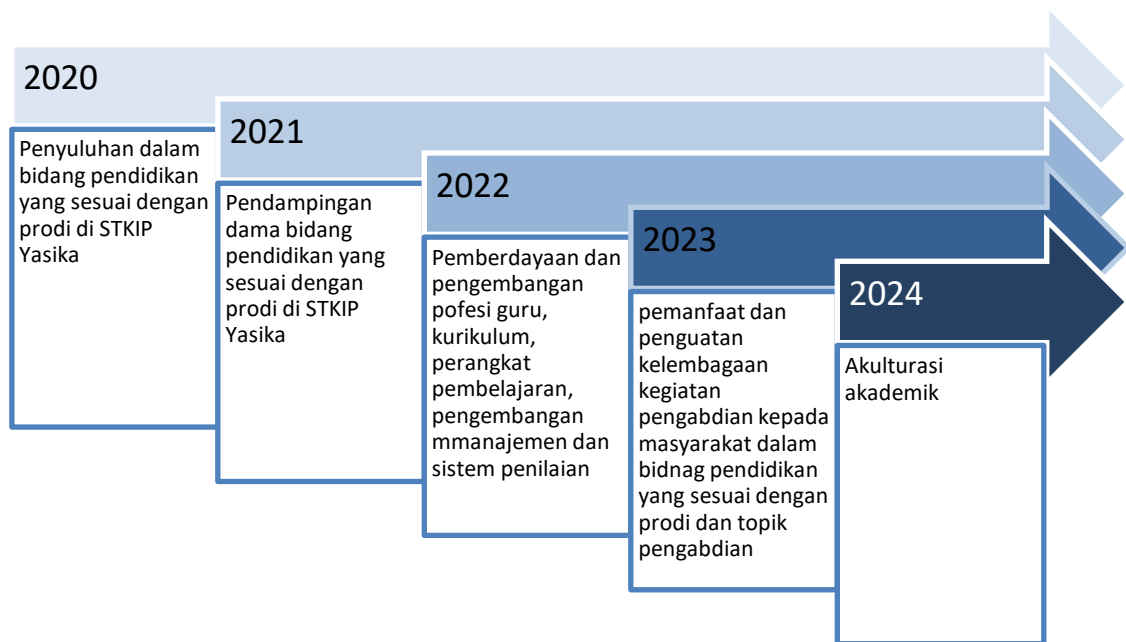 2020
Penyuluhan dalam
bidang pendidikan
yang sesuai dengan
prodi di STKIP
Yasika
2021
Pendampingan
dama bidang
pendidikan yang
sesuai dengan
prodi di STKIP
Yasika
2022
Pemberdayaan dan
pengembangan
pofesi guru,
kurikulum,
perangkat
pembelajaran,
pengembangan
mmanajemen dan
sistem penilaian
2023
pemanfaat dan
penguatan
kelembagaan
kegiatan
pengabdian kepada
masyarakat dalam
bidnag pendidikan
yang sesuai dengan
prodi dan topik
pengabdian
2024
Akulturasi
akademik